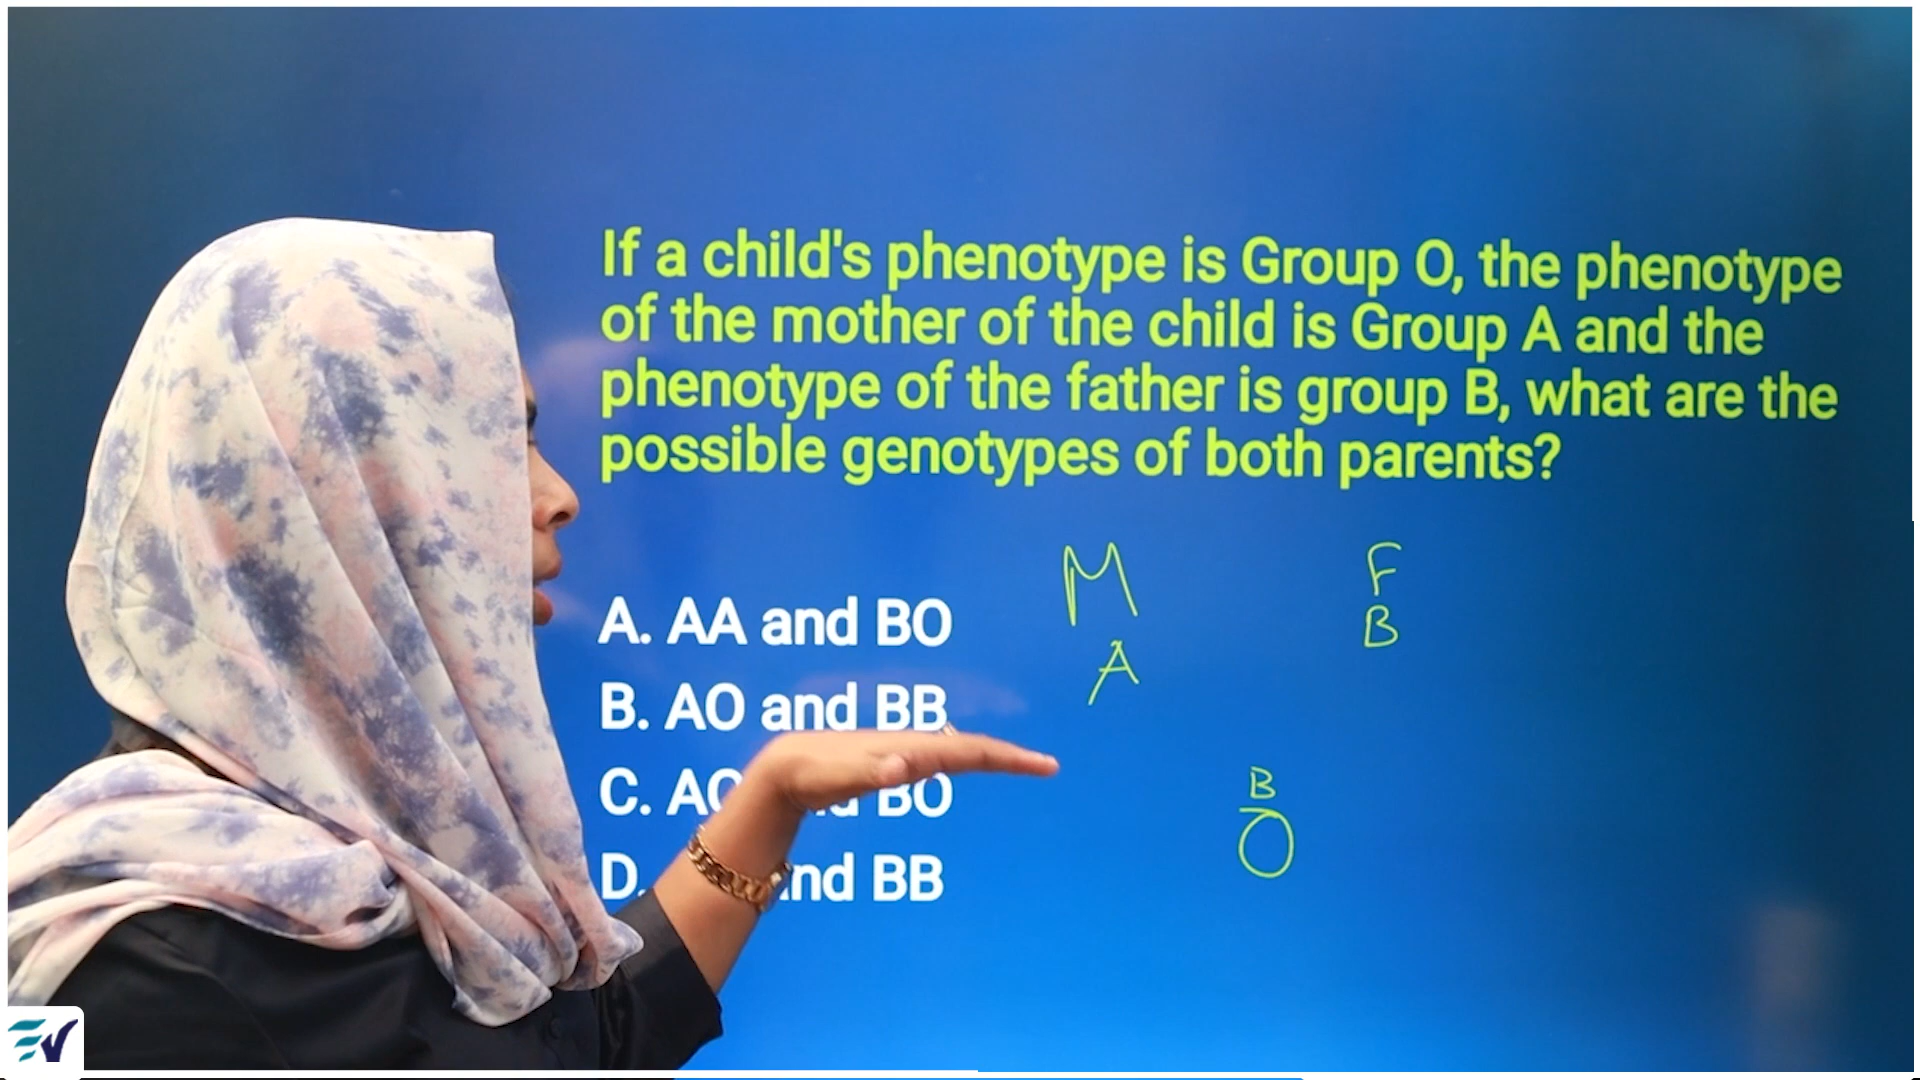 If a child's phenotype is Group O, the phenotype
of the mother of the child is Group A and the
phenotype of the father is group B, what are the
possible genotypes of both parents?
M F
A B
A. AA and BO
B. AO and BB
C. BO
D. BB
B
O